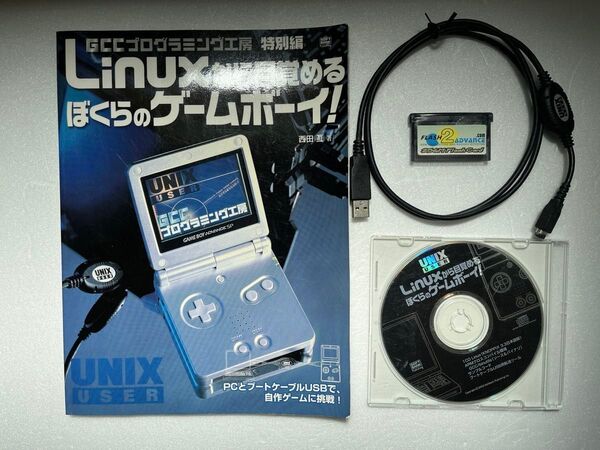 GCCプログラミング工房 特別編
Linuxから目覚める
ぼくらのゲームボーイ!
西田 亙 著
UNIX
USER
GCC
プログラミング工房
GAME BOY ADVANCE SP
UNIX
USER
UNIX
USER
PCとブートケーブルUSBで、
自作ゲームに挑戦!
FLASH 2 ADVANCE .com
UNIX
USER
Linuxから目覚める
ぼくらのゲームボーイ!